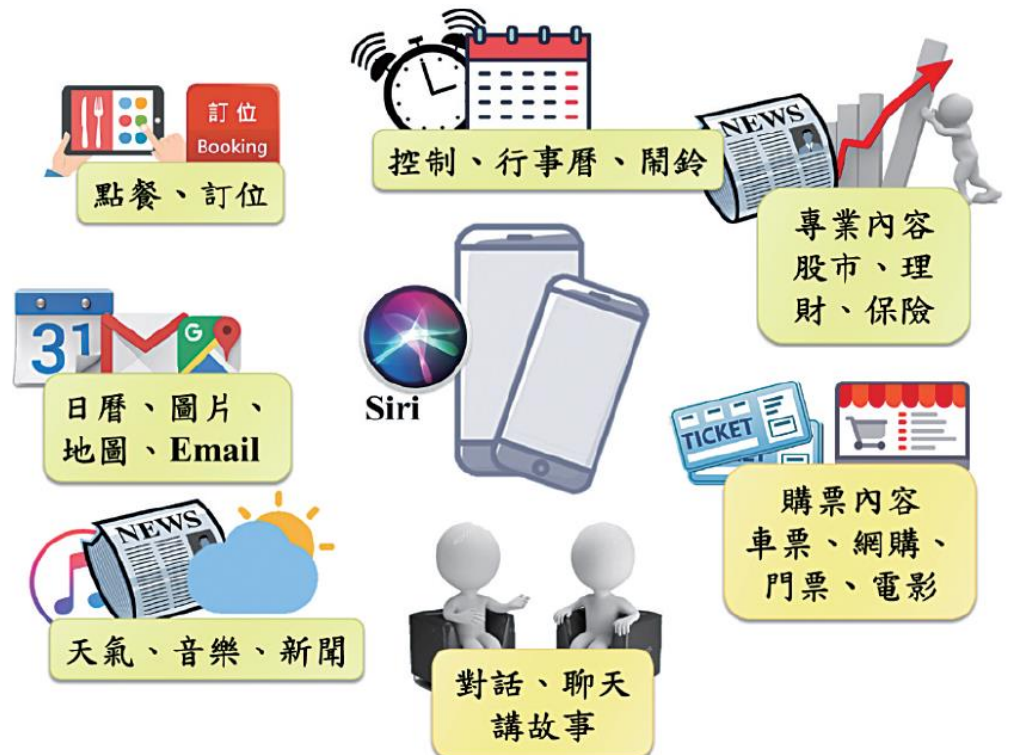 訂位
Booking
點餐、訂位
控制、行事曆、鬧鈴
NEWS
專業內容
股市、理
財、保險
31
G
日曆、圖片、
地圖、Email
Siri
TICKET
購票內容
車票、網購、
門票、電影
NEWS
天氣、音樂、新聞
對話、聊天
講故事